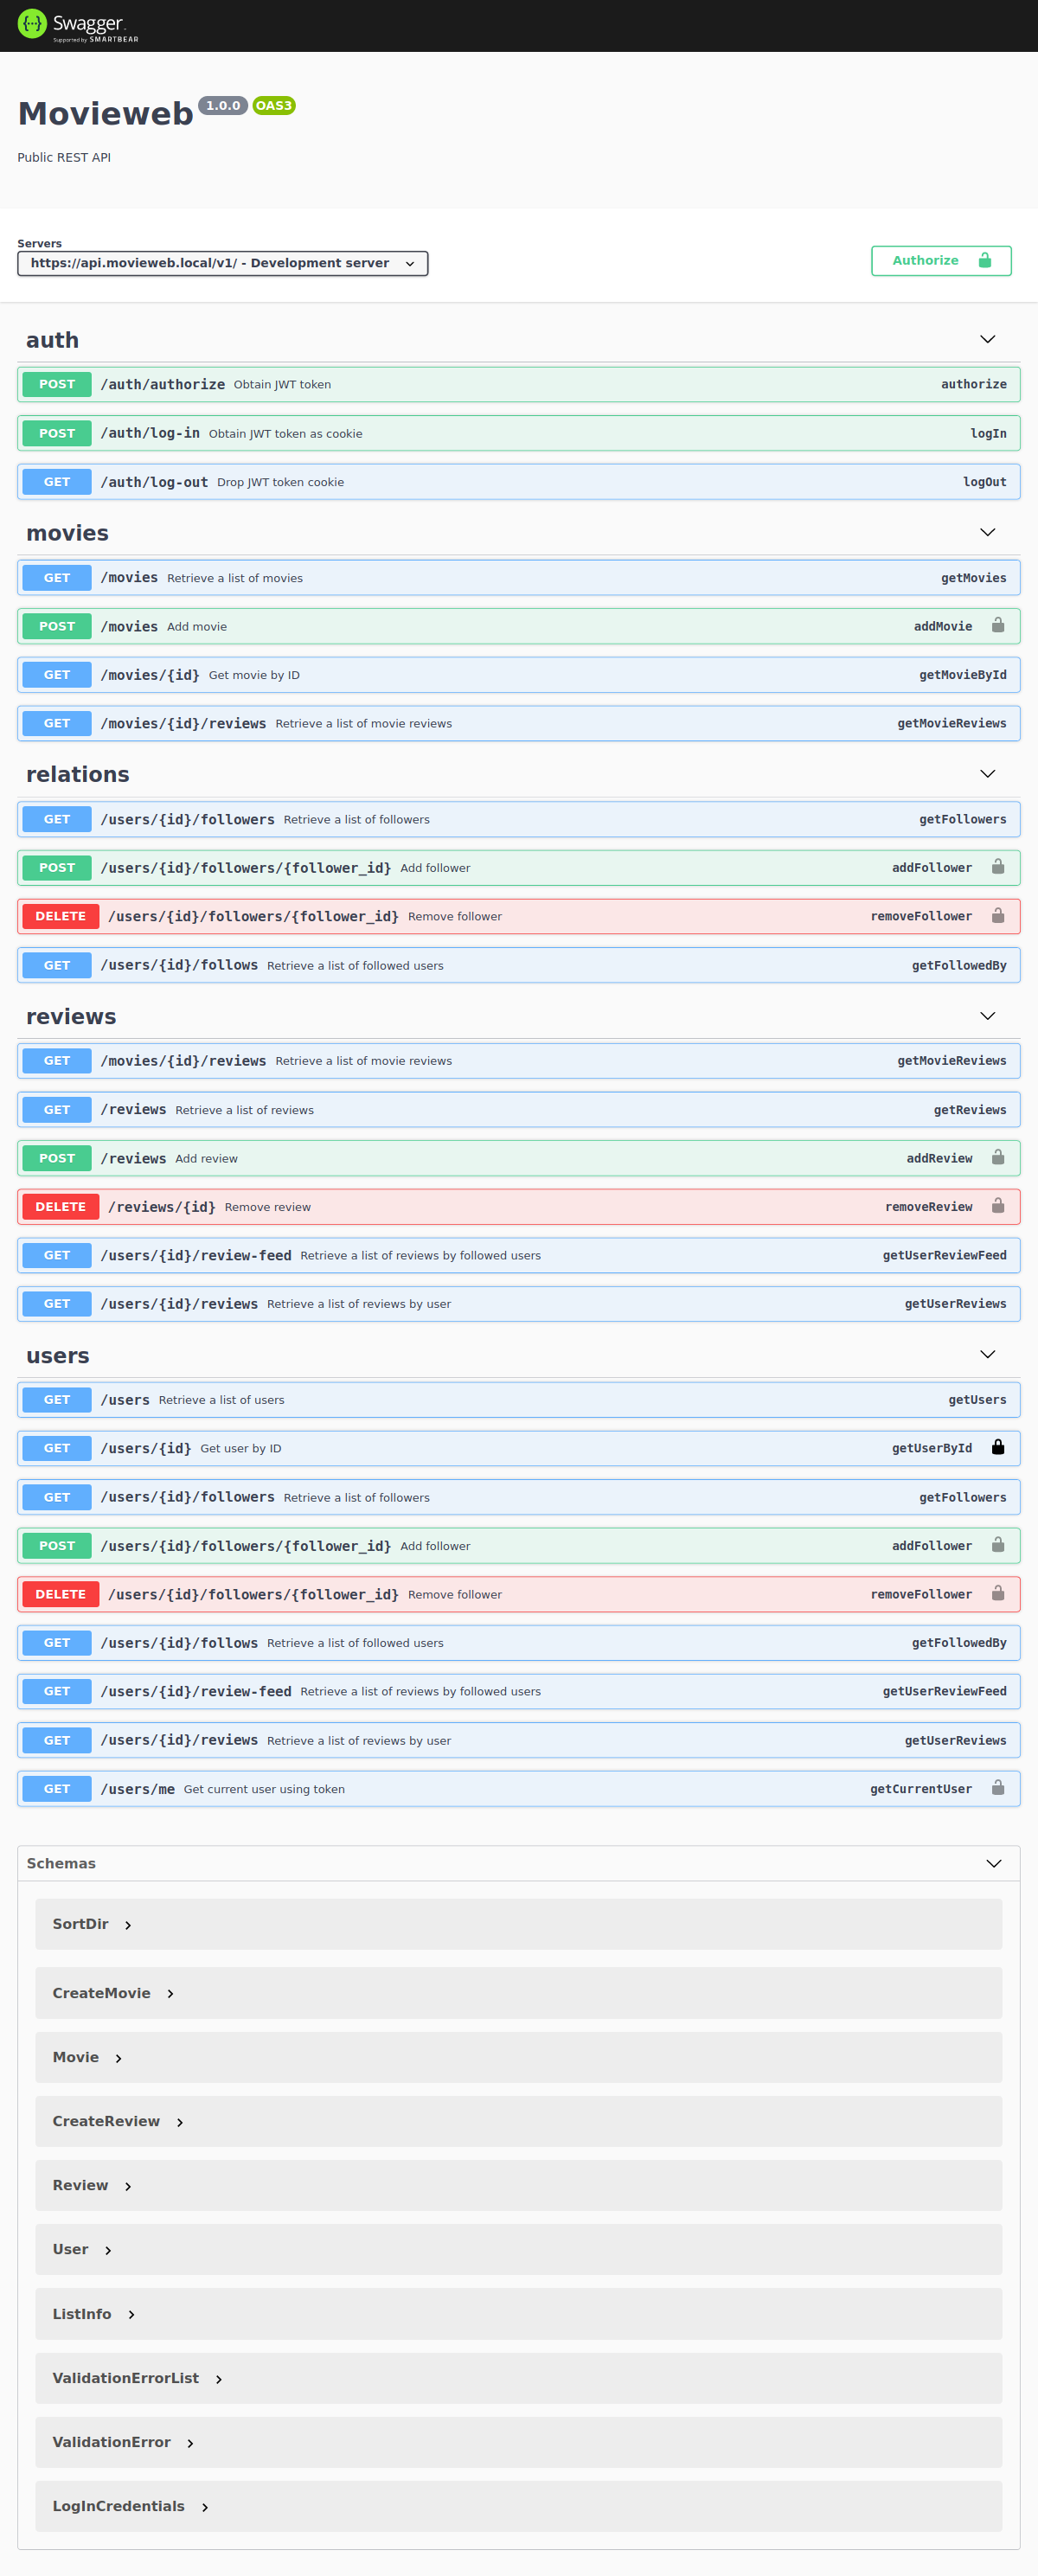 Swagger
Supported by SMARTBEAR
Movieweb 1.0.0 OAS3
Public REST API
Servers
https://api.movieweb.local/v1/ - Development server
Authorize
auth
POST /auth/authorize Obtain JWT token authorize
POST /auth/log-in Obtain JWT token as cookie logIn
GET /auth/log-out Drop JWT token cookie logOut
movies
GET /movies Retrieve a list of movies getMovies
POST /movies Add movie addMovie
GET /movies/{id} Get movie by ID getMovieById
GET /movies/{id}/reviews Retrieve a list of movie reviews getMovieReviews
relations
GET /users/{id}/followers Retrieve a list of followers getFollowers
POST /users/{id}/followers/{follower_id} Add follower addFollower
DELETE /users/{id}/followers/{follower_id} Remove follower removeFollower
GET /users/{id}/follows Retrieve a list of followed users getFollowedBy
reviews
GET /movies/{id}/reviews Retrieve a list of movie reviews getMovieReviews
GET /reviews Retrieve a list of reviews getReviews
POST /reviews Add review addReview
DELETE /reviews/{id} Remove review removeReview
GET /users/{id}/review-feed Retrieve a list of reviews by followed users getUserReviewFeed
GET /users/{id}/reviews Retrieve a list of reviews by user getUserReviews
users
GET /users Retrieve a list of users getUsers
GET /users/{id} Get user by ID getUserById
GET /users/{id}/followers Retrieve a list of followers getFollowers
POST /users/{id}/followers/{follower_id} Add follower addFollower
DELETE /users/{id}/followers/{follower_id} Remove follower removeFollower
GET /users/{id}/follows Retrieve a list of followed users getFollowedBy
GET /users/{id}/review-feed Retrieve a list of reviews by followed users getUserReviewFeed
GET /users/{id}/reviews Retrieve a list of reviews by user getUserReviews
GET /users/me Get current user using token getCurrentUser
Schemas
SortDir
CreateMovie
Movie
CreateReview
Review
User
ListInfo
ValidationErrorList
ValidationError
LogInCredentials